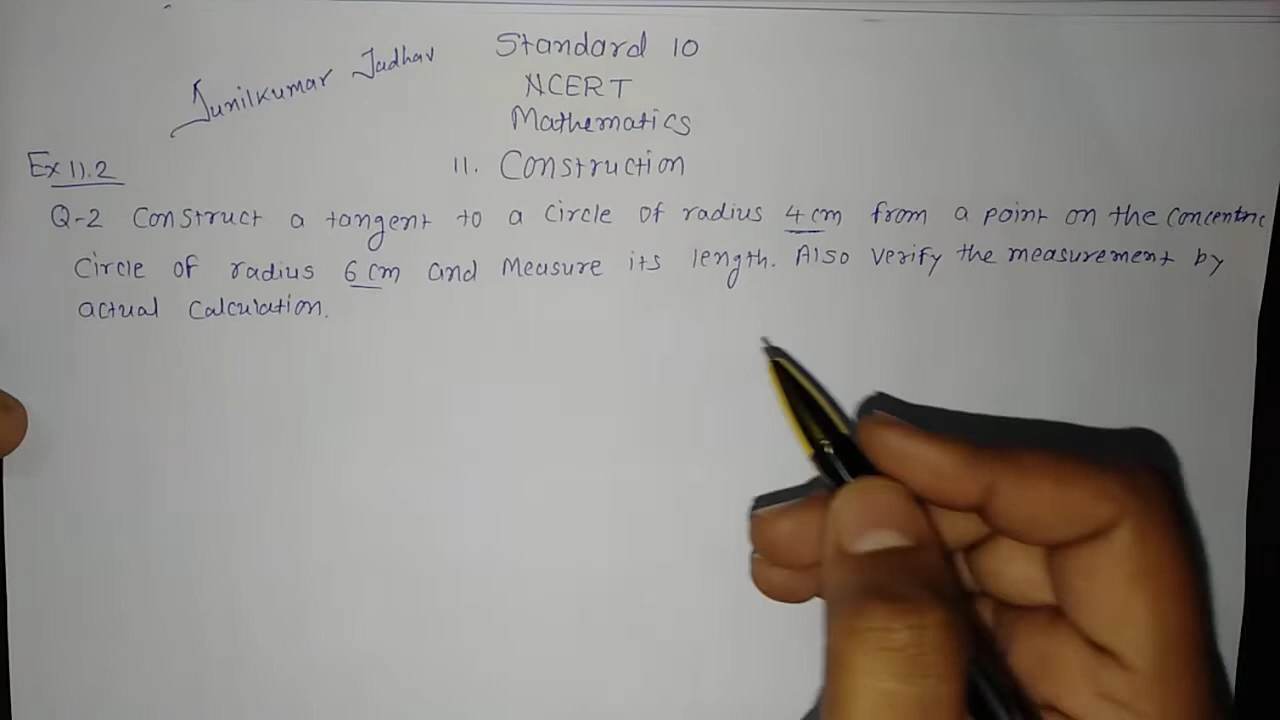 Sunilkumar Jadhav
Standard 10
NCERT
Mathematics
Ex 11.2
11. Construction
Q-2 Construct a tangent to a circle of radius 4 cm from a point on the concentric
circle of radius 6 cm and Measure its length. Also verify the measurement by
actual calculation.